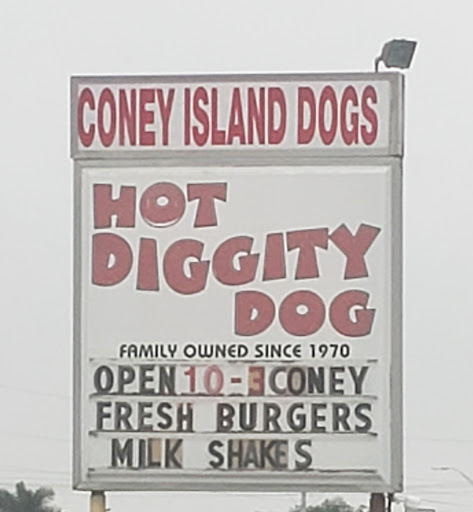 CONEY ISLAND DOGS
HOT
DIGGITY
DOG
FAMILY OWNED SINCE 1970
OPEN 10-3 CONEY
FRESH BURGERS
MILK SHAKES